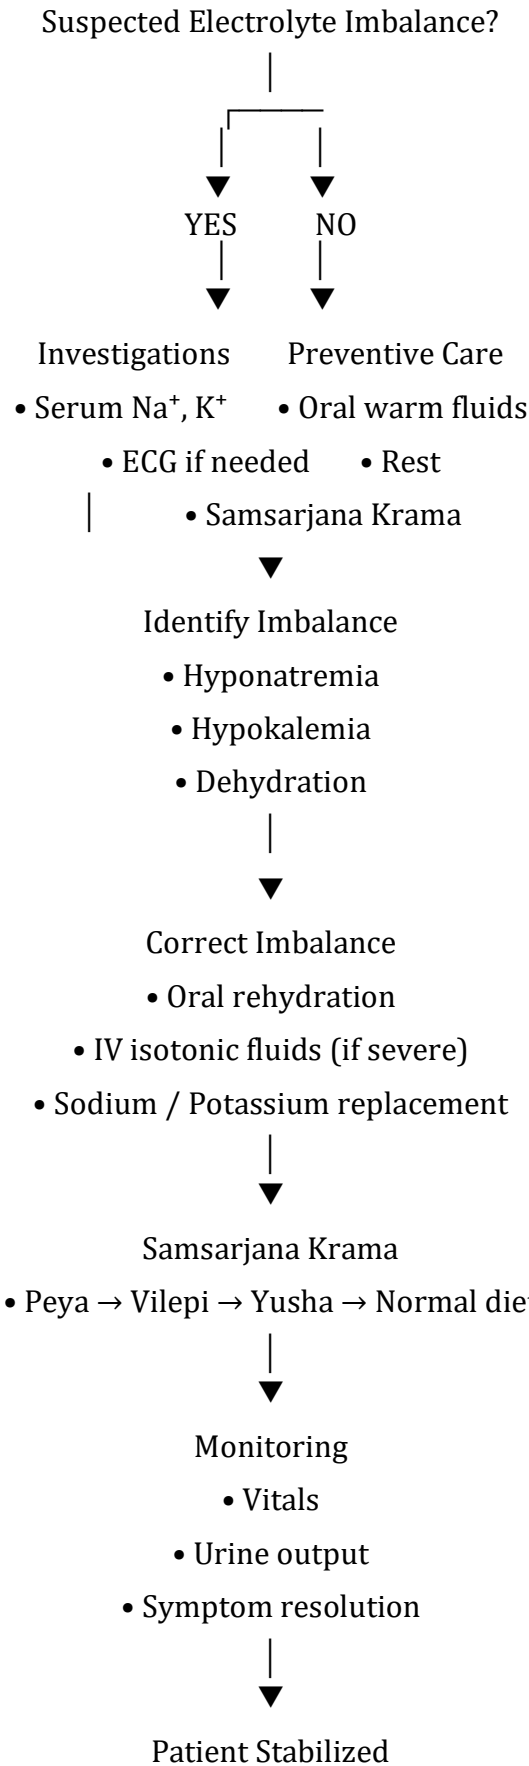 Suspected Electrolyte Imbalance?
YES NO
Investigations Preventive Care
• Serum Na⁺, K⁺ • Oral warm fluids
• ECG if needed • Rest
• Samsarjana Krama
Identify Imbalance
• Hyponatremia
• Hypokalemia
• Dehydration
Correct Imbalance
• Oral rehydration
• IV isotonic fluids (if severe)
• Sodium / Potassium replacement
Samsarjana Krama
• Peya → Vilepi → Yusha → Normal die
Monitoring
• Vitals
• Urine output
• Symptom resolution
Patient Stabilized